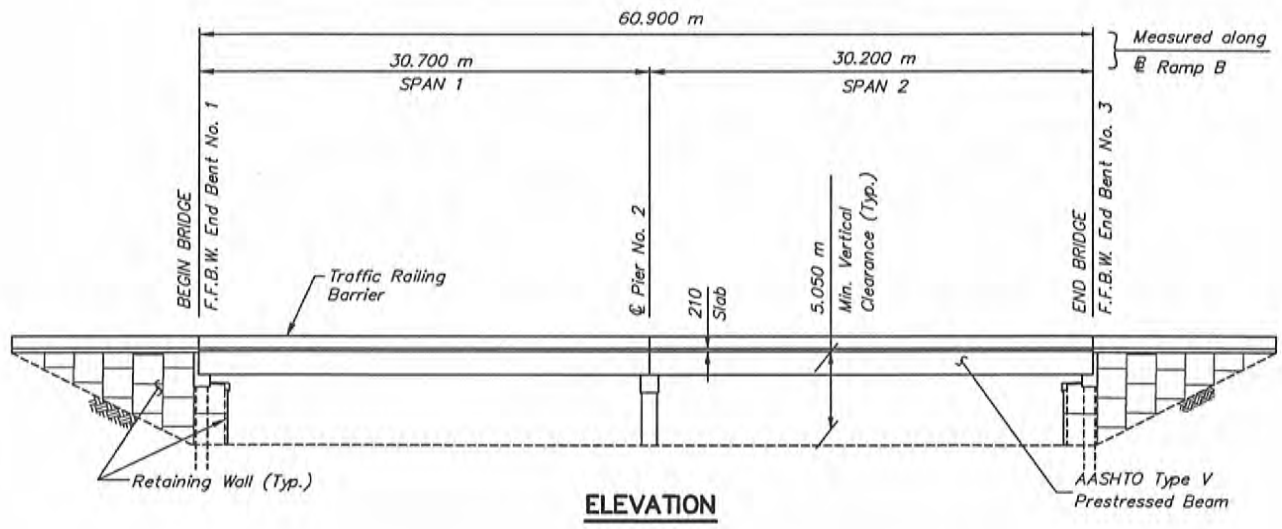 60.900 m
Measured along
℔ Ramp B
30.700 m
SPAN 1
30.200 m
SPAN 2
BEGIN BRIDGE
F.F.B.W. End Bent No. 1
℄ Pier No. 2
210
Slab
5.050 m
Min. Vertical
Clearance (Typ.)
END BRIDGE
F.F.B.W. End Bent No. 3
Traffic Railing
Barrier
Retaining Wall (Typ.)
AASHTO Type V
Prestressed Beam
ELEVATION